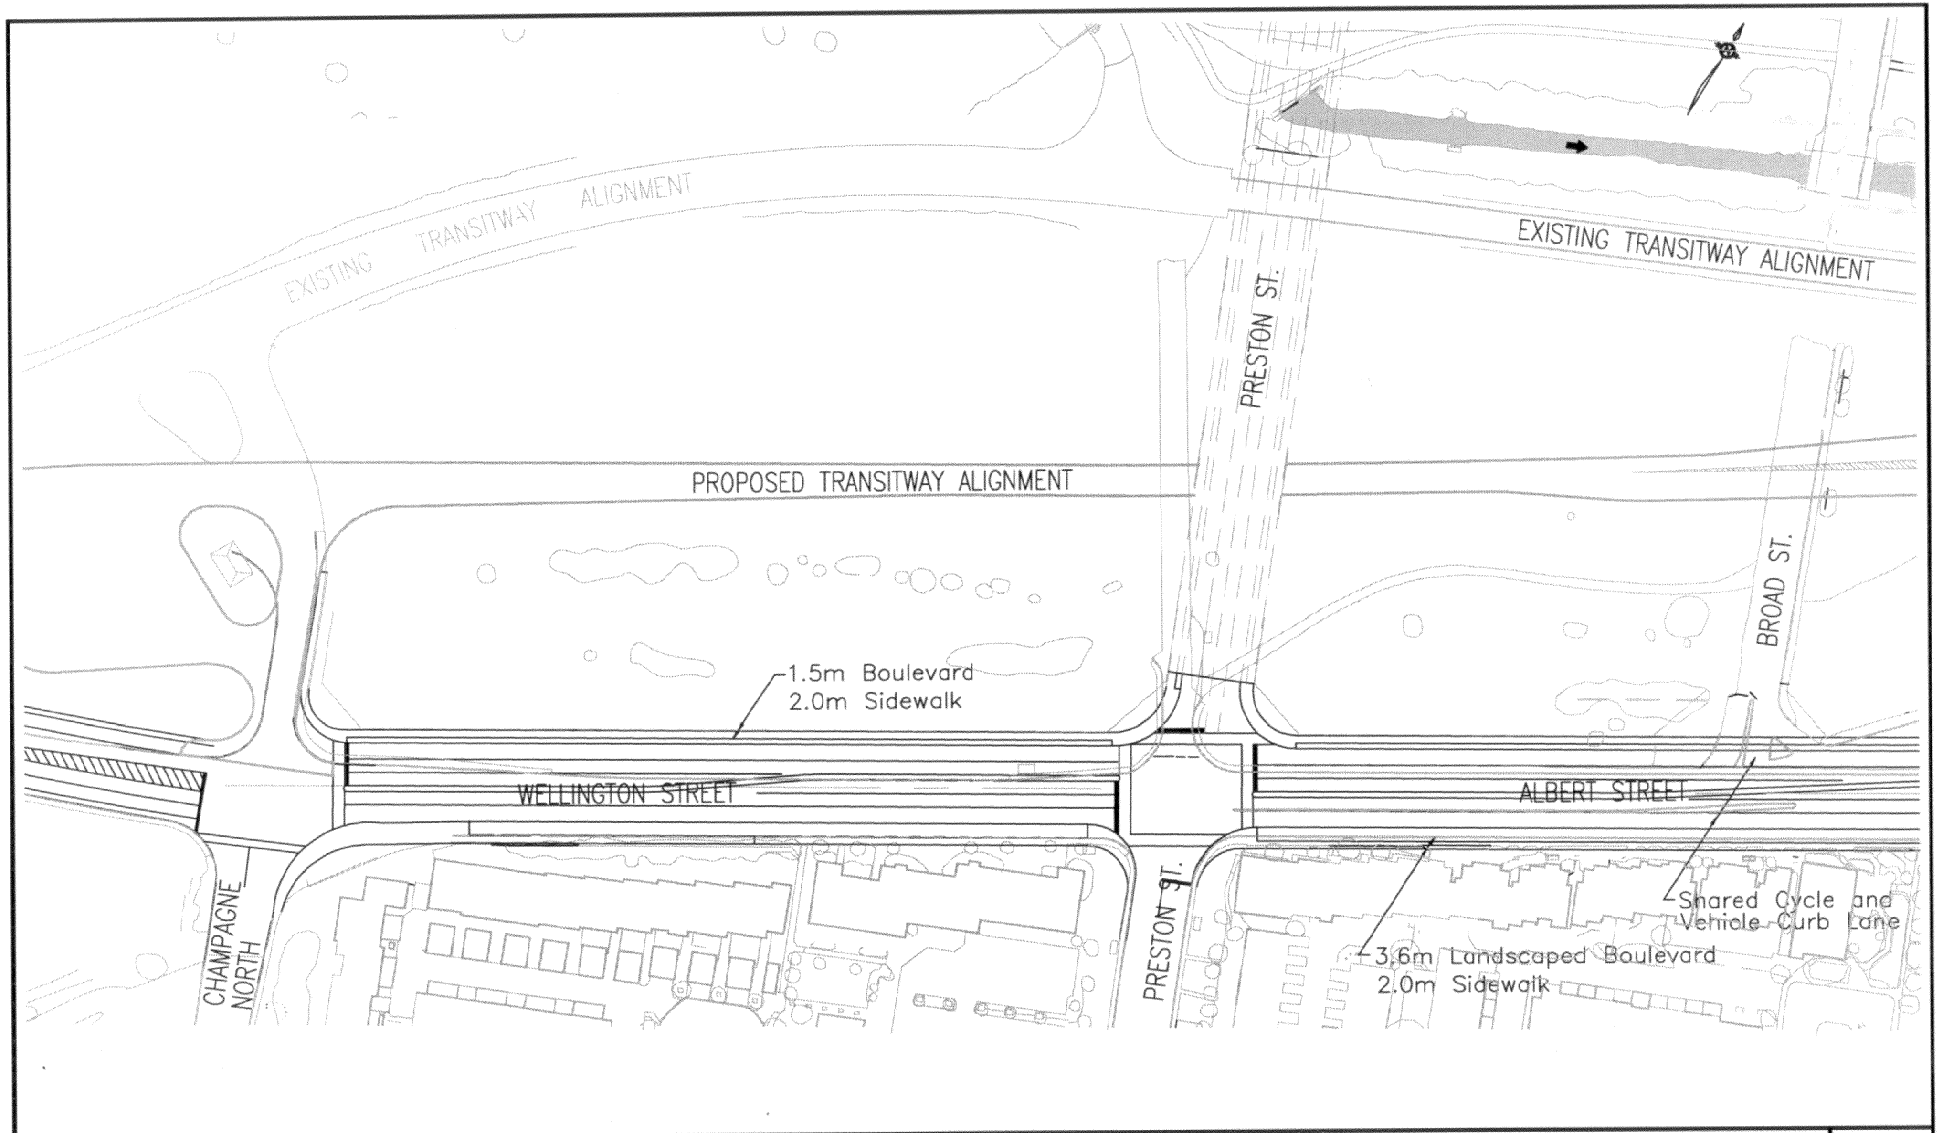 EXISTING TRANSITWAY ALIGNMENT
EXISTING TRANSITWAY ALIGNMENT
PRESTON ST.
PROPOSED TRANSITWAY ALIGNMENT
BROAD ST.
1.5m Boulevard
2.0m Sidewalk
WELLINGTON STREET
ALBERT STREET
CHAMPAGNE
NORTH
PRESTON ST.
Shared Cycle and
Vehicle Curb Lane
3.6m Landscaped Boulevard
2.0m Sidewalk